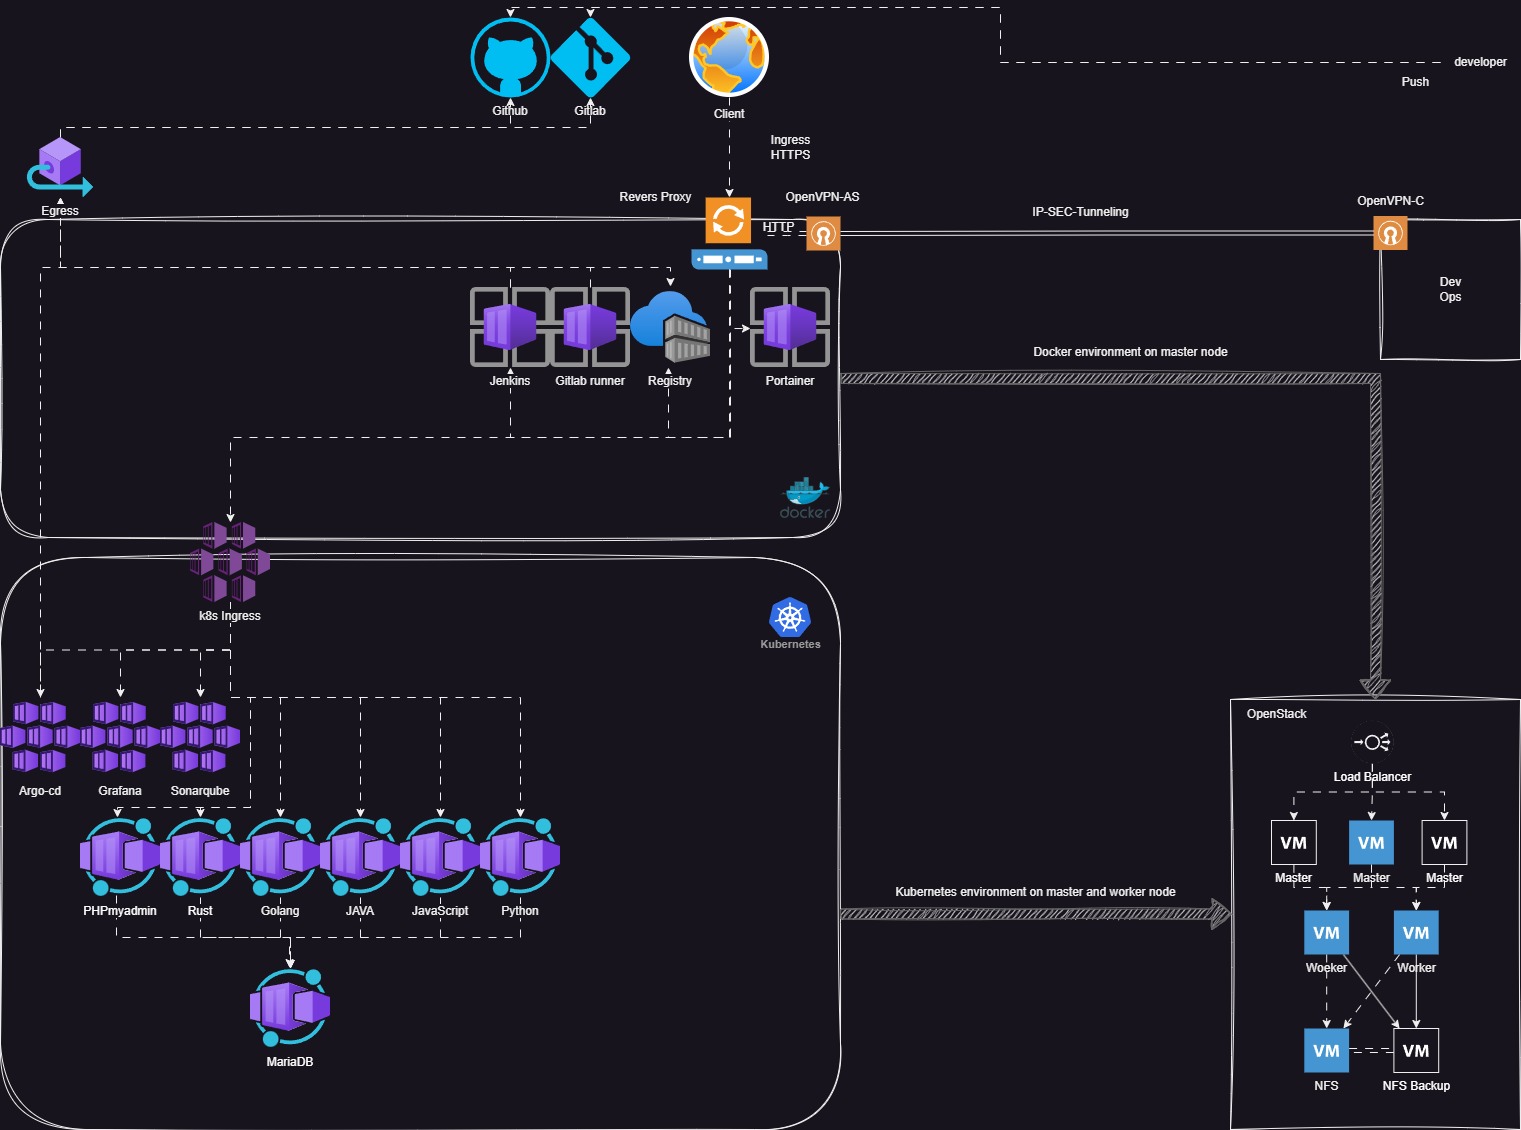 developer
Push
Github
Gitlab
Client
Ingress
HTTPS
Egress
Revers Proxy
OpenVPN-AS
IP-SEC-Tunneling
OpenVPN-C
HTTP
Dev
Ops
Jenkins
Gitlab runner
Registry
Portainer
Docker environment on master node
docker
k8s Ingress
Kubernetes
OpenStack
Load Balancer
Argo-cd
Grafana
Sonarqube
VM
VM
VM
Master
Master
Master
PHPmyadmin
Rust
Golang
JAVA
JavaScript
Python
Kubernetes environment on master and worker node
VM
VM
Woeker
Worker
MariaDB
VM
VM
NFS
NFS Backup